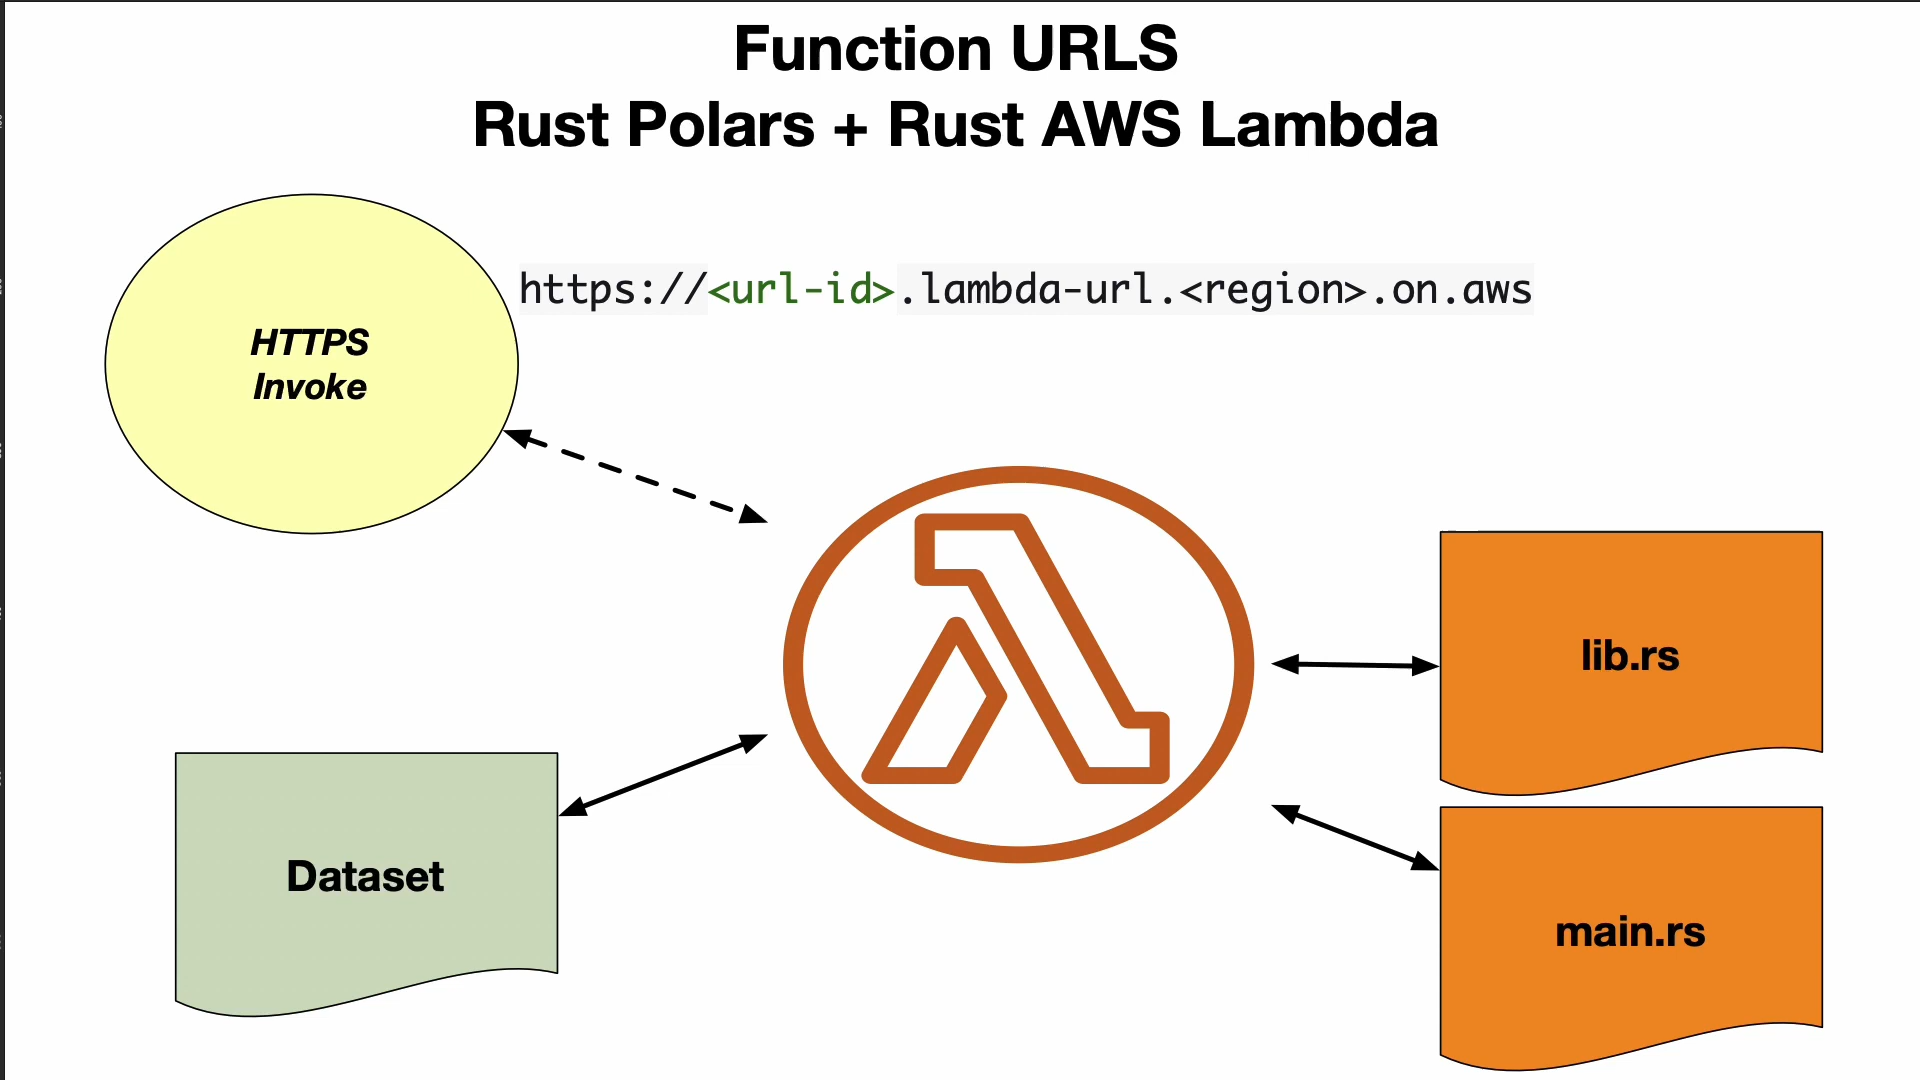 Function URLS
Rust Polars + Rust AWS Lambda
https://<url-id>.lambda-url.<region>.on.aws
HTTPS
Invoke
lib.rs
Dataset
main.rs